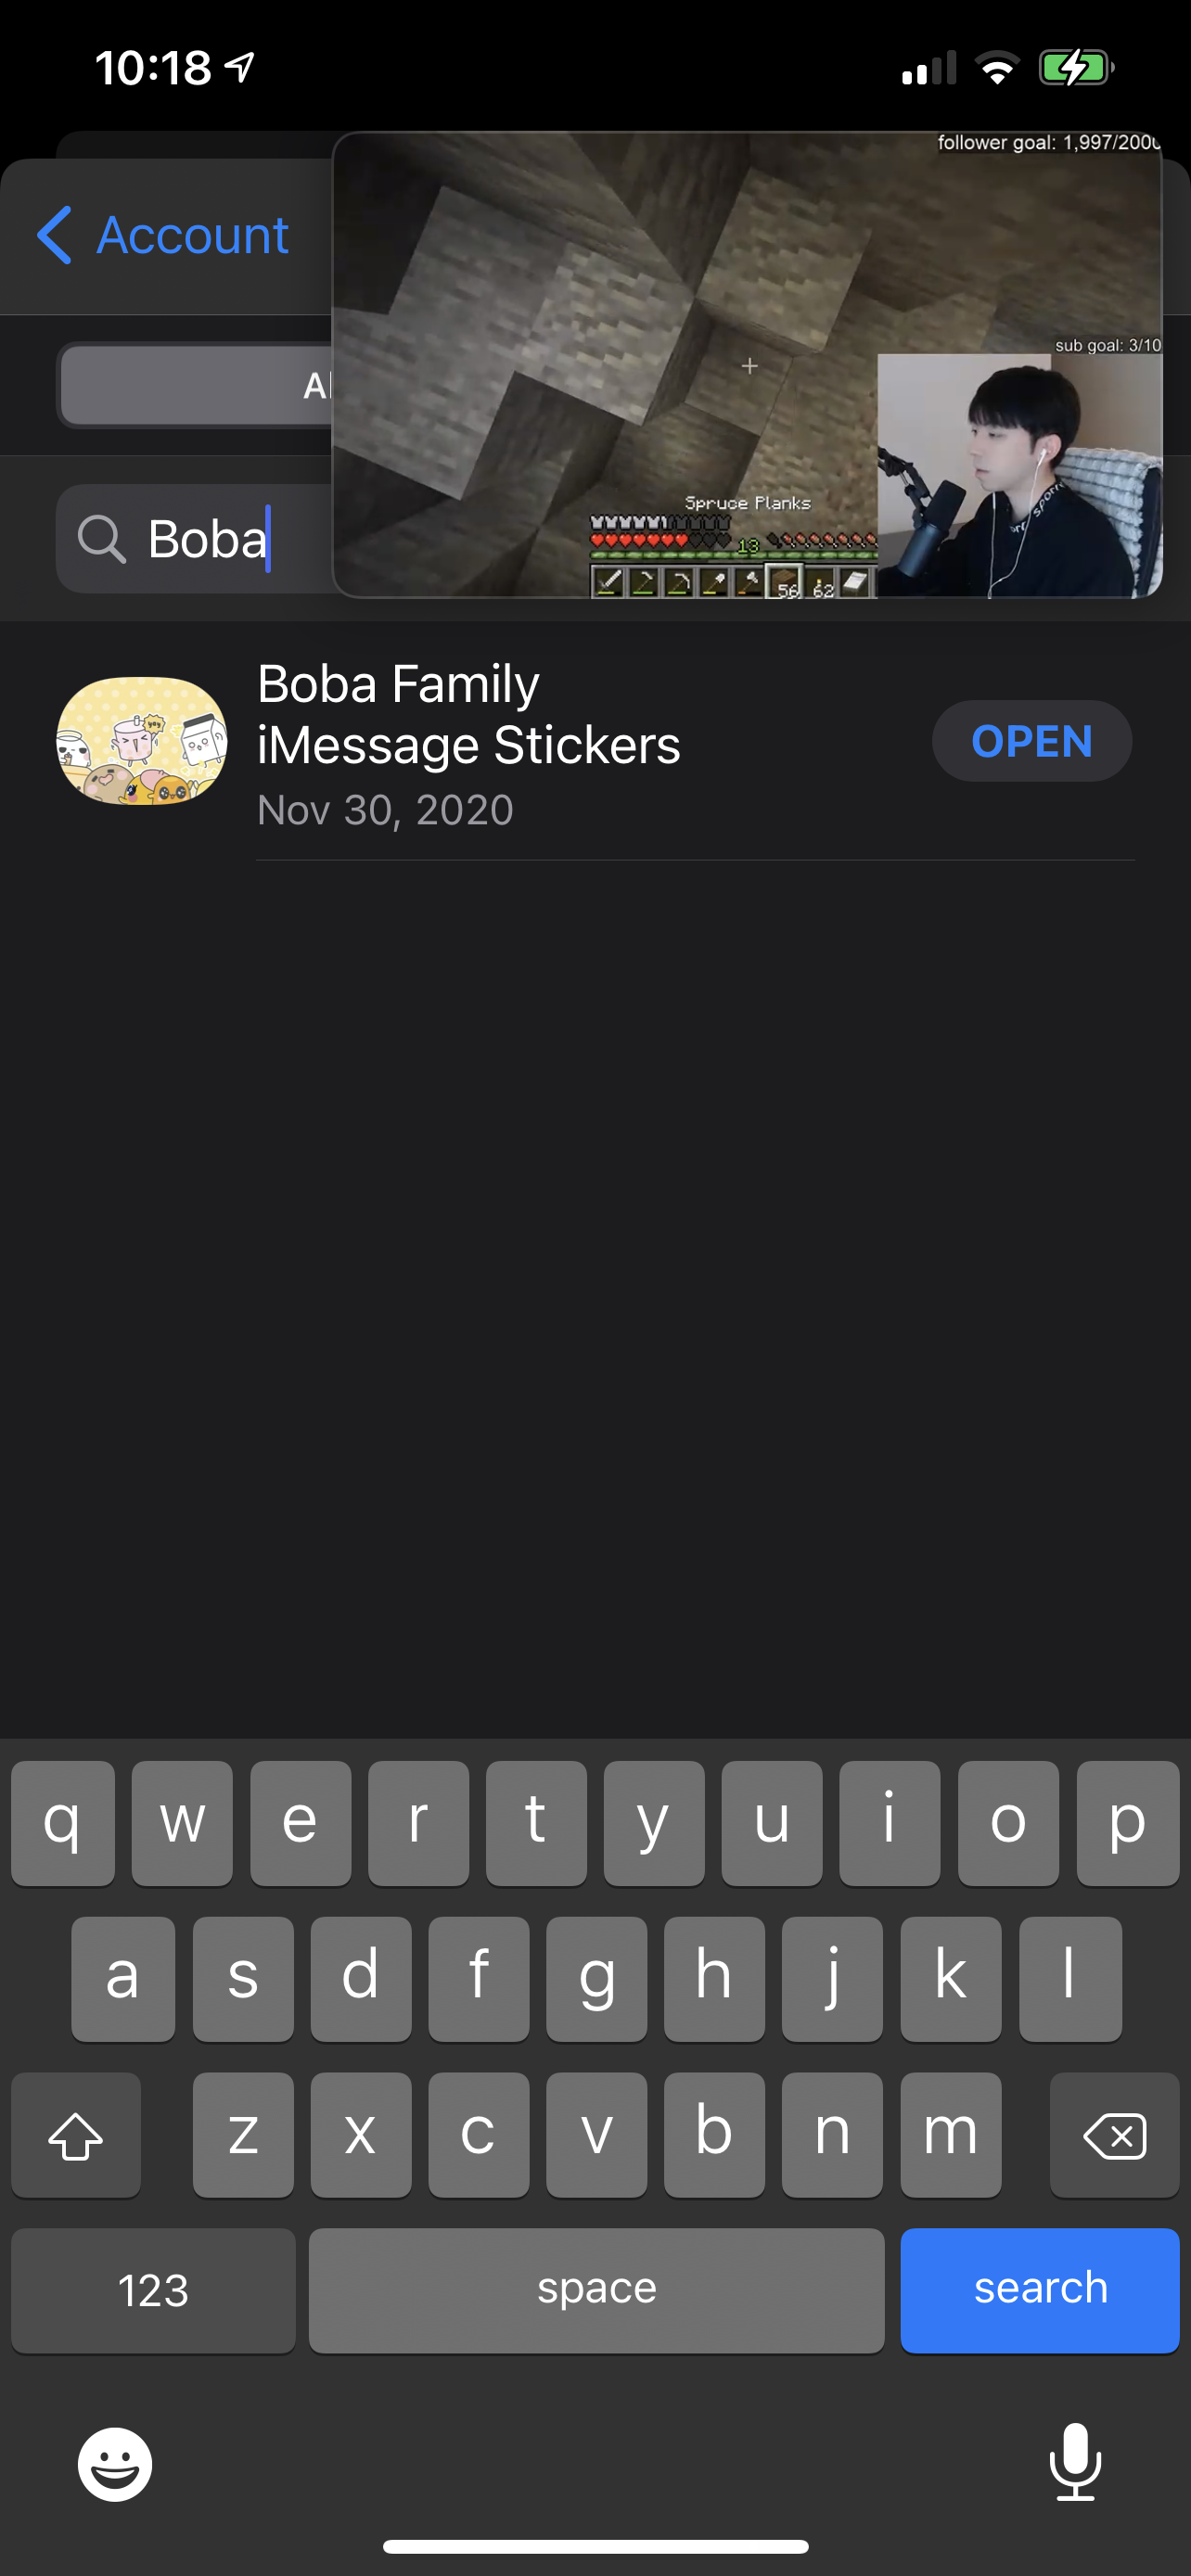 10:18
follower goal: 1,997/200
Account
sub goal: 3/10
Al
Spruce Planks
13
56 62
Boba
yay
Boba Family
iMessage Stickers
OPEN
Nov 30, 2020
q w e r t y u i o p
a s d f g h j k l
z x c v b n m
123 space search